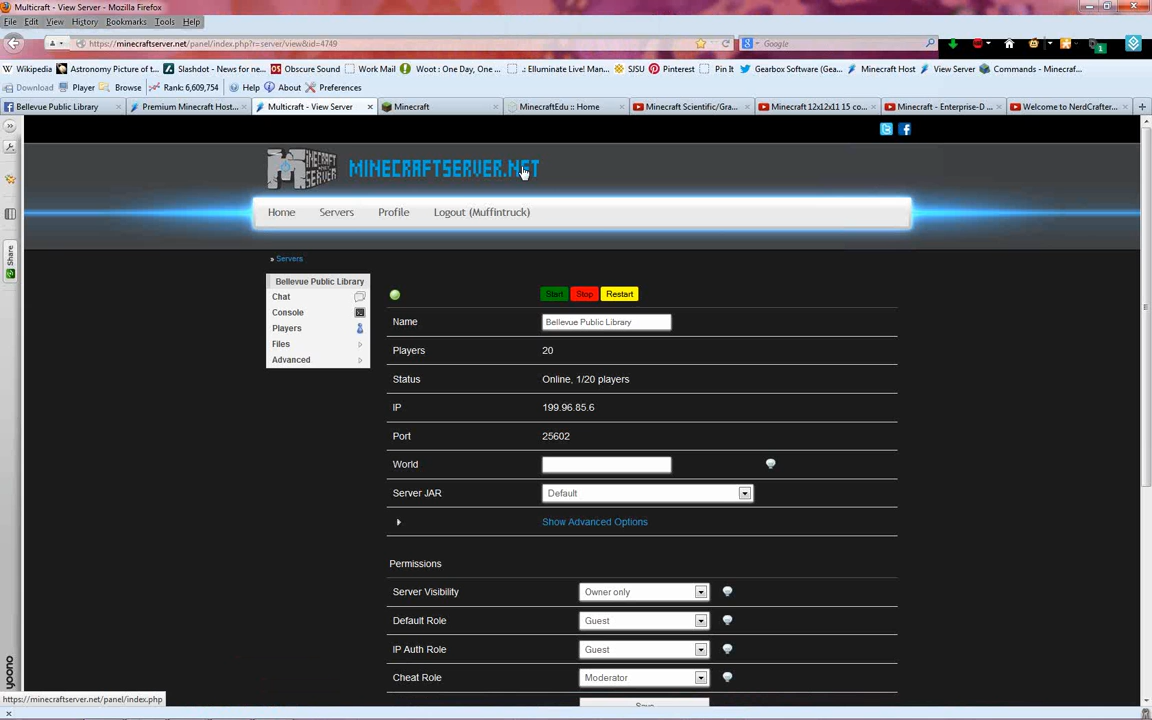 Multicraft - View Server - Mozilla Firefox
File Edit View History Bookmarks Tools Help
https://minecraftserver.net/panel/index.php?r=server/view&id=4749
Google
Wikipedia Astronomy Picture of t... Slashdot - News for ne... Obscure Sound Work Mail Woot : One Day, One ... .: Elluminate Live! Man... SJSU Pinterest Pin It Gearbox Software (Gea... Minecraft Host View Server Commands - Minecraf...
Download Player Browse Rank: 6,609,754 Help About Preferences
Bellevue Public Library Premium Minecraft Host... Multicraft - View Server Minecraft MinecraftEdu :: Home Minecraft Scientific/Gra... Minecraft 12x12x11 15 co... Minecraft - Enterprise-D ... Welcome to NerdCrafter...
MINECRAFT
SERVER
MINECRAFTSERVER.NET
Home Servers Profile Logout (Muffintruck)
» Servers
Share
Bellevue Public Library
Chat
Console
Players
Files
Advanced
Start Stop Restart
Name Bellevue Public Library
Players 20
Status Online, 1/20 players
IP 199.96.85.6
Port 25602
World
Server JAR Default
Show Advanced Options
Permissions
Server Visibility Owner only
Default Role Guest
IP Auth Role Guest
Cheat Role Moderator
Save
yoono
https://minecraftserver.net/panel/index.php